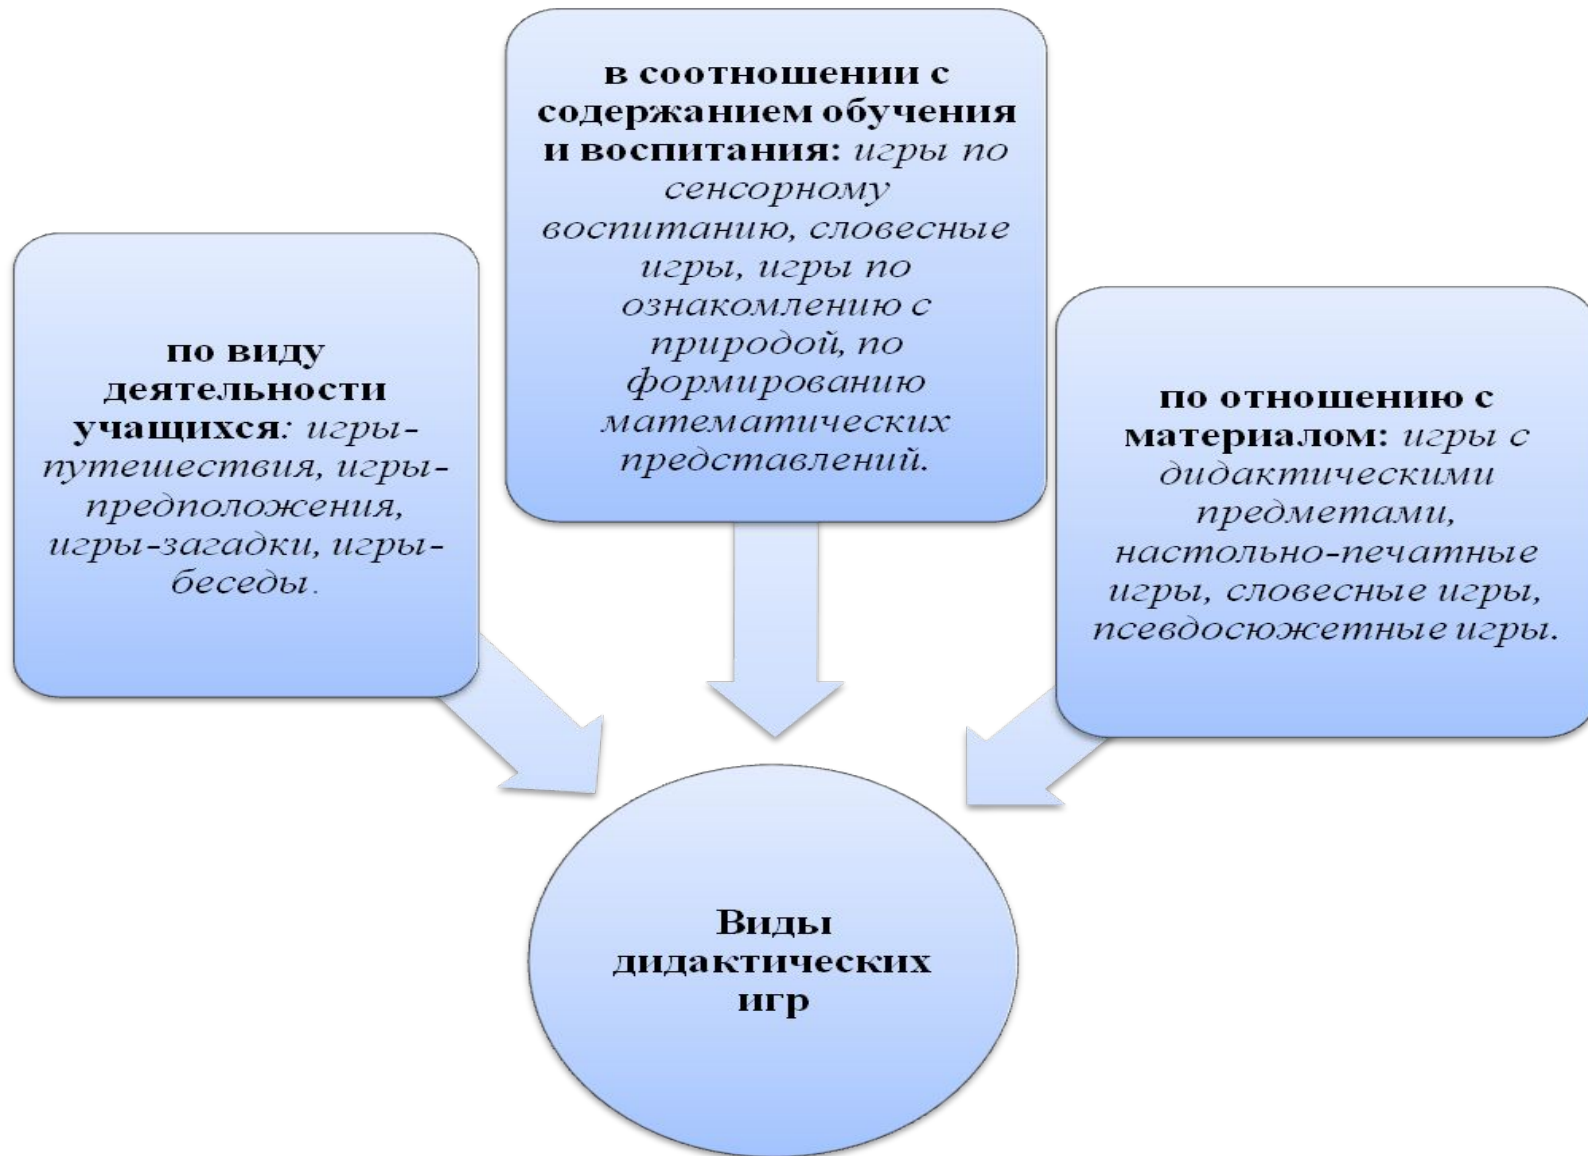 по виду
деятельности
учащихся: игры-
путешествия, игры-
предположения,
игры-загадки, игры-
беседы.
в соотношении с
содержанием обучения
и воспитания: игры по
сенсорному
воспитанию, словесные
игры, игры по
ознакомлению с
природой, по
формированию
математических
представлений.
по отношению с
материалом: игры с
дидактическими
предметами,
настольно-печатные
игры, словесные игры,
псевдосюжетные игры.
Виды
дидактических
игр